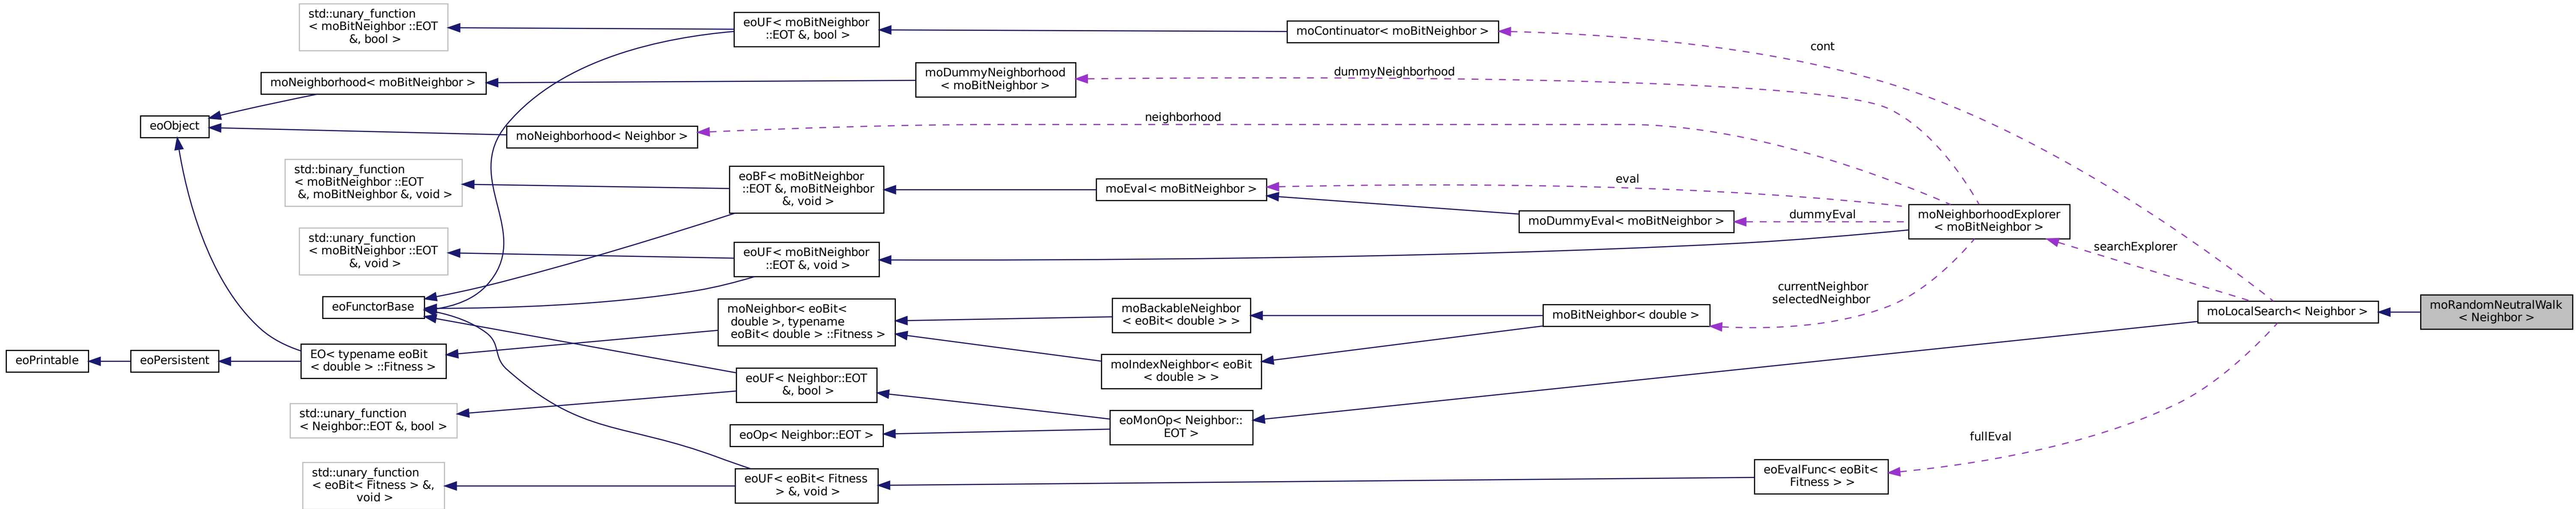 std::unary_function
< moBitNeighbor ::EOT
&, bool >
eoUF< moBitNeighbor
::EOT &, bool >
moContinuator< moBitNeighbor >
cont
moNeighborhood< moBitNeighbor >
moDummyNeighborhood
< moBitNeighbor >
dummyNeighborhood
eoObject
moNeighborhood< Neighbor >
neighborhood
std::binary_function
< moBitNeighbor ::EOT
&, moBitNeighbor &, void >
eoBF< moBitNeighbor
::EOT &, moBitNeighbor
&, void >
moEval< moBitNeighbor >
eval
moDummyEval< moBitNeighbor >
dummyEval
moNeighborhoodExplorer
< moBitNeighbor >
std::unary_function
< moBitNeighbor ::EOT
&, void >
eoUF< moBitNeighbor
::EOT &, void >
searchExplorer
eoFunctorBase
moNeighbor< eoBit<
double >, typename
eoBit< double > ::Fitness >
moBackableNeighbor
< eoBit< double > >
moBitNeighbor< double >
currentNeighbor
selectedNeighbor
moLocalSearch< Neighbor >
moRandomNeutralWalk
< Neighbor >
eoPrintable
eoPersistent
EO< typename eoBit
< double > ::Fitness >
moIndexNeighbor< eoBit
< double > >
eoUF< Neighbor::EOT
&, bool >
std::unary_function
< Neighbor::EOT &, bool >
eoOp< Neighbor::EOT >
eoMonOp< Neighbor::
EOT >
fullEval
std::unary_function
< eoBit< Fitness > &,
void >
eoUF< eoBit< Fitness
> &, void >
eoEvalFunc< eoBit<
Fitness > >